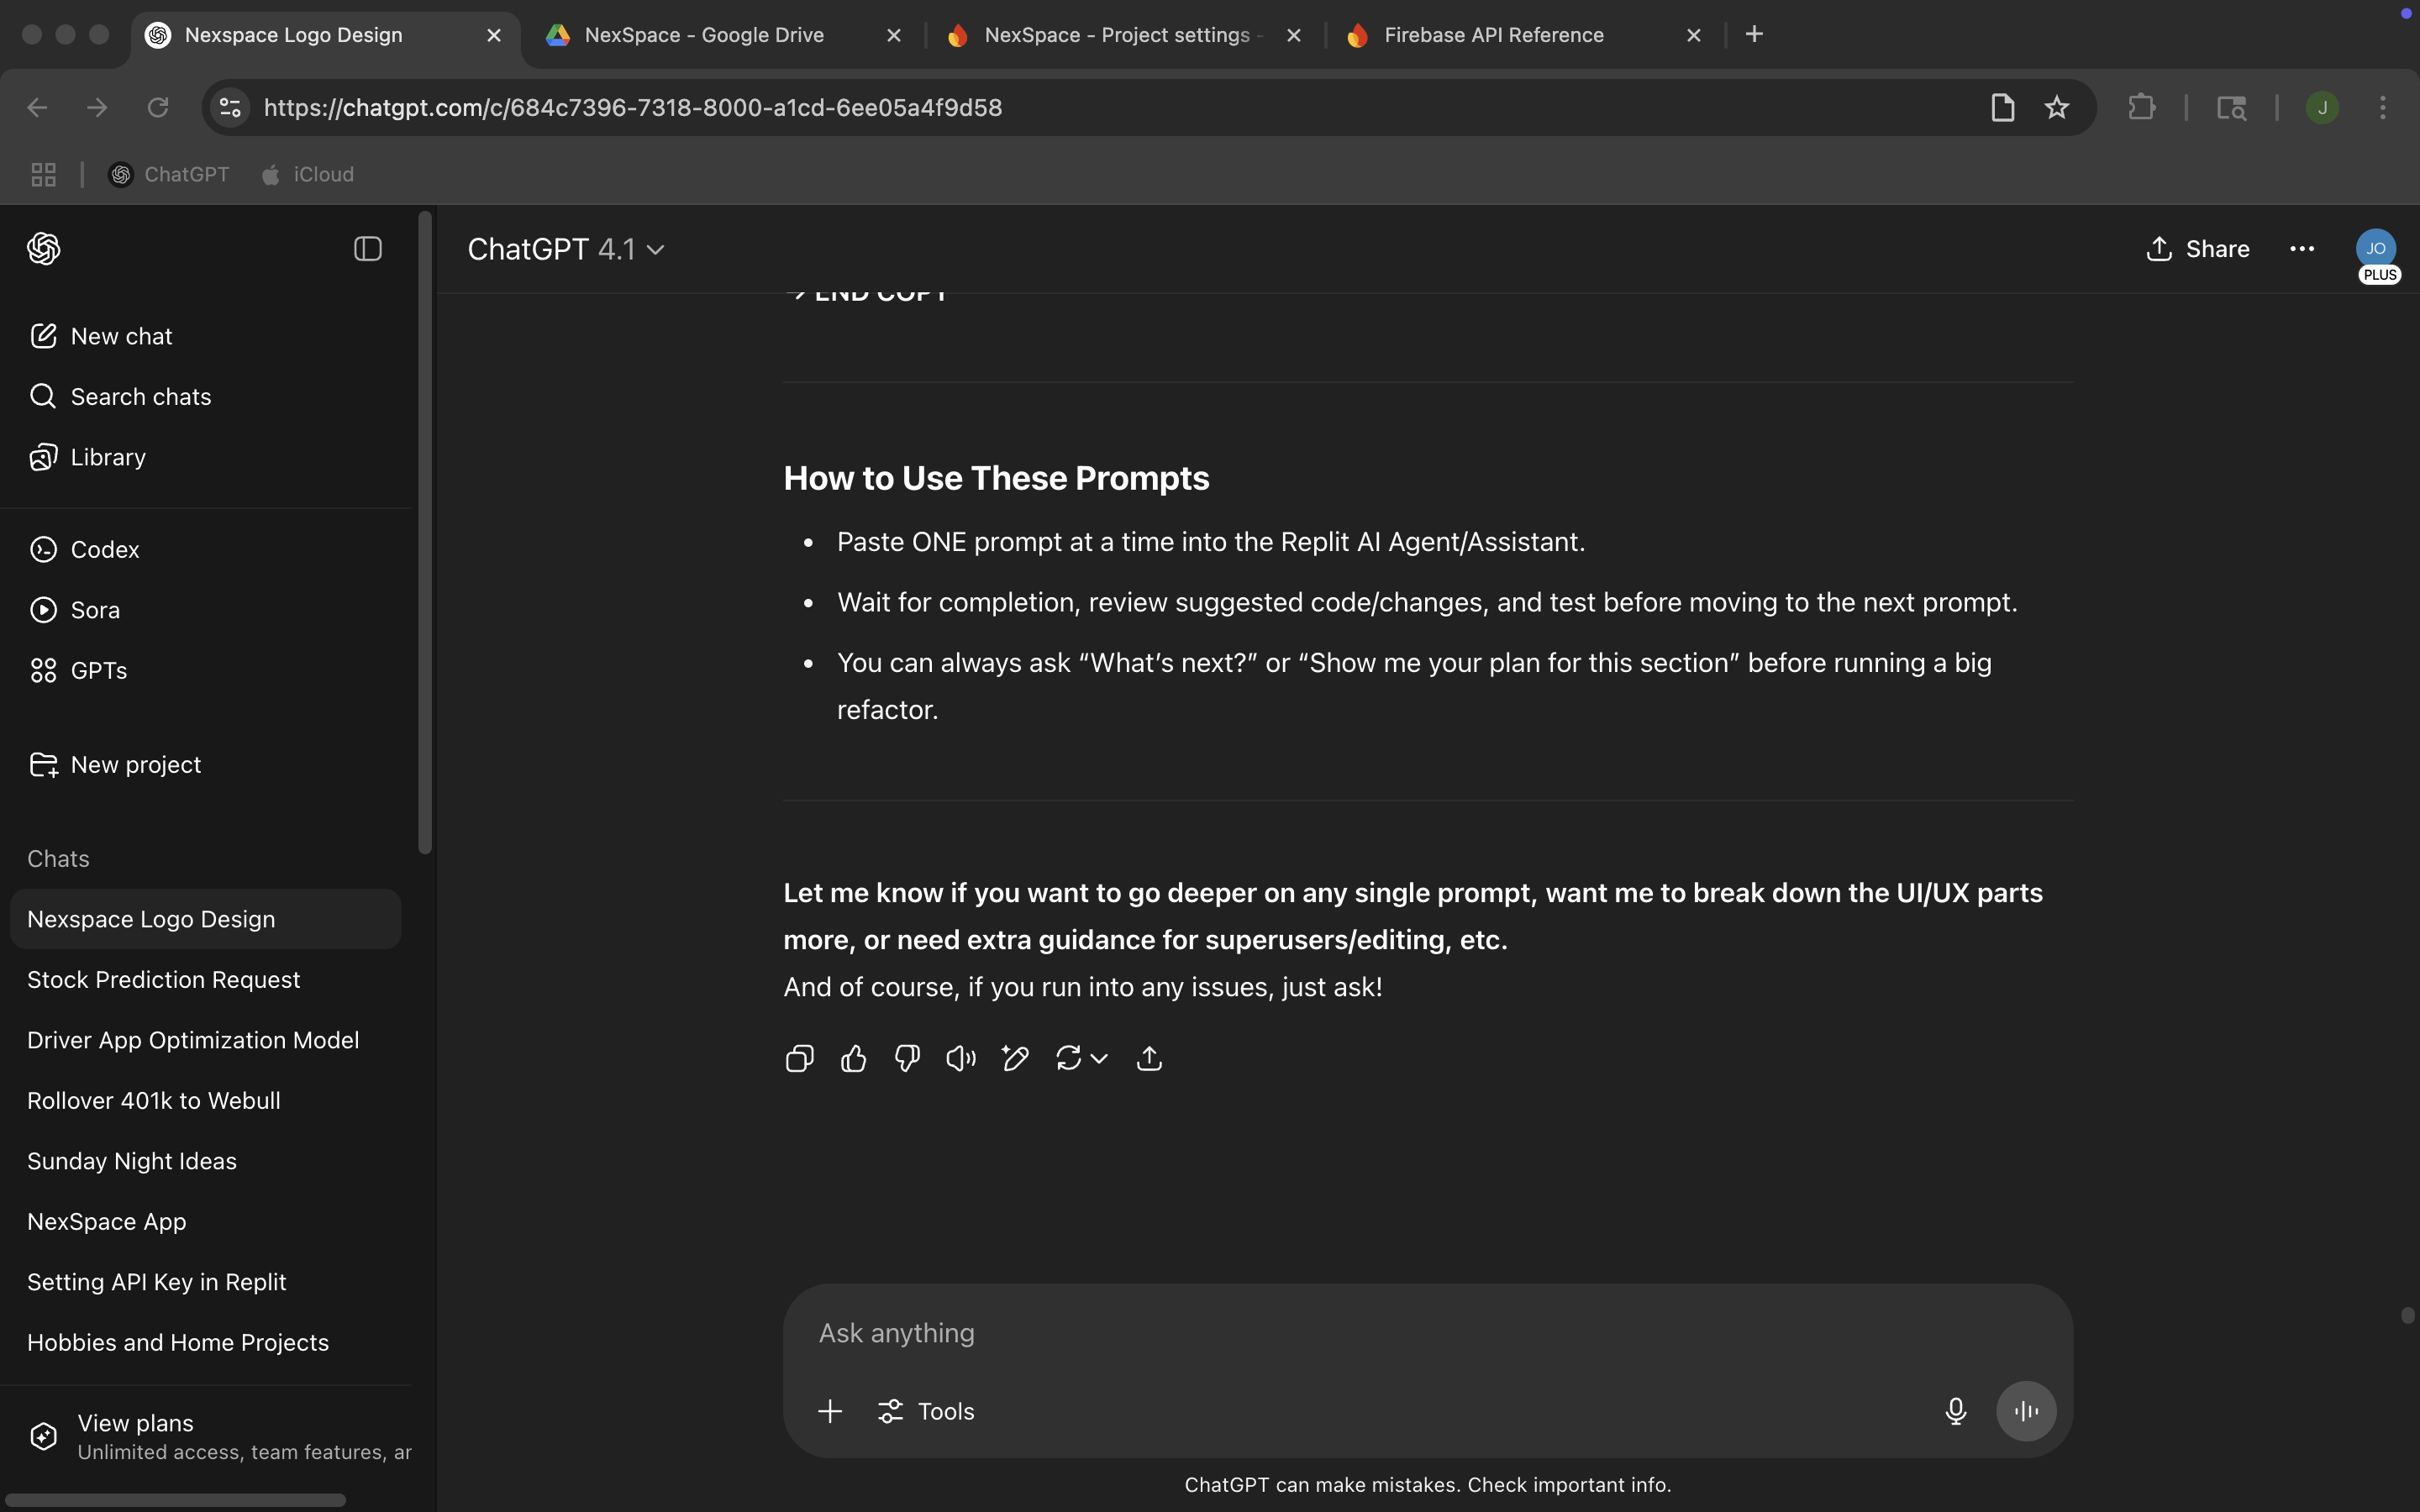 Nexspace Logo Design
NexSpace - Google Drive
NexSpace - Project settings -
Firebase API Reference
https://chatgpt.com/c/684c7396-7318-8000-a1cd-6ee05a4f9d58
J
ChatGPT
iCloud
ChatGPT 4.1
Share
JO
PLUS
New chat
Search chats
Library
Codex
Sora
GPTs
New project
Chats
Nexspace Logo Design
Stock Prediction Request
Driver App Optimization Model
Rollover 401k to Webull
Sunday Night Ideas
NexSpace App
Setting API Key in Replit
Hobbies and Home Projects
View plans
Unlimited access, team features, ar
→ END COPY
How to Use These Prompts
• Paste ONE prompt at a time into the Replit AI Agent/Assistant.
• Wait for completion, review suggested code/changes, and test before moving to the next prompt.
• You can always ask “What’s next?” or “Show me your plan for this section” before running a big
refactor.
Let me know if you want to go deeper on any single prompt, want me to break down the UI/UX parts
more, or need extra guidance for superusers/editing, etc.
And of course, if you run into any issues, just ask!
Ask anything
Tools
ChatGPT can make mistakes. Check important info.